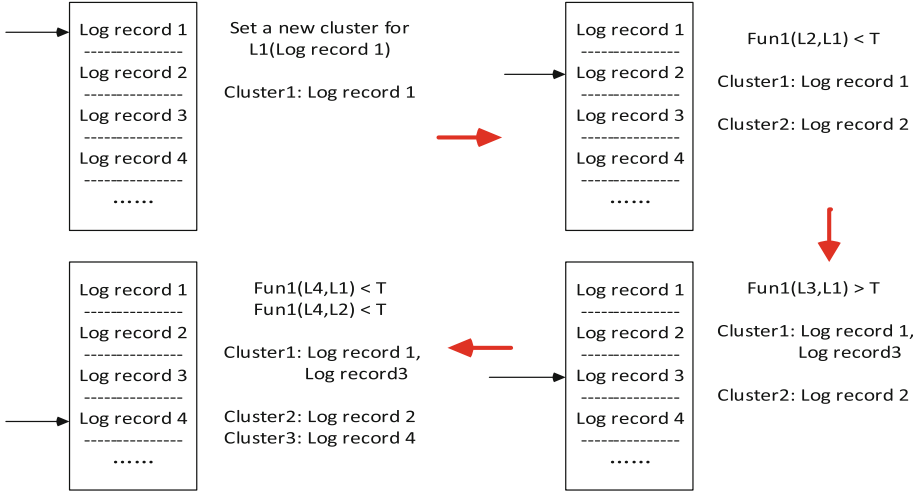 Log record 1
Log record 2
Log record 3
Log record 4
......
Set a new cluster for
L1(Log record 1)
Cluster1: Log record 1
Log record 1
Log record 2
Log record 3
Log record 4
......
Fun1(L2,L1) < T
Cluster1: Log record 1
Cluster2: Log record 2
Log record 1
Log record 2
Log record 3
Log record 4
......
Fun1(L3,L1) > T
Cluster1: Log record 1,
Log record3
Cluster2: Log record 2
Log record 1
Log record 2
Log record 3
Log record 4
......
Fun1(L4,L1) < T
Fun1(L4,L2) < T
Cluster1: Log record 1,
Log record3
Cluster2: Log record 2
Cluster3: Log record 4